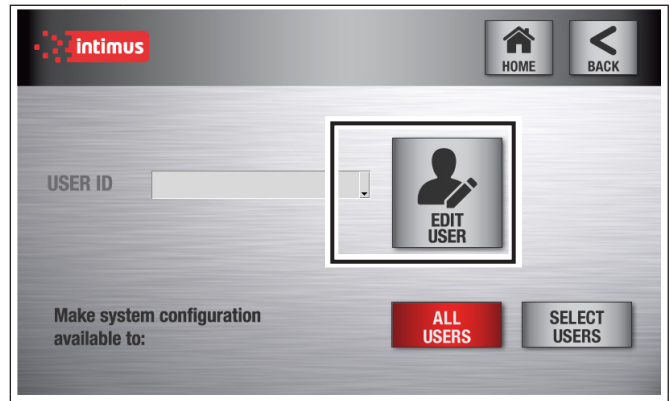 intimus
HOME
BACK
USER ID
EDIT
USER
Make system configuration
available to:
ALL
USERS
SELECT
USERS